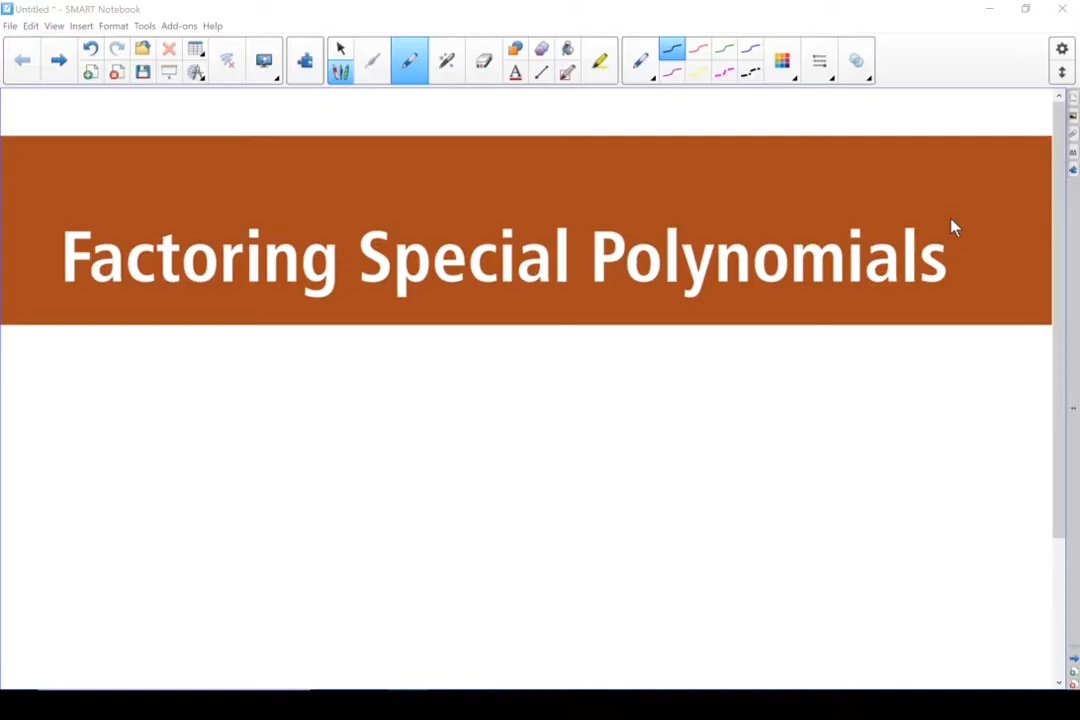 Untitled * - SMART Notebook
File Edit View Insert Format Tools Add-ons Help
Factoring Special Polynomials